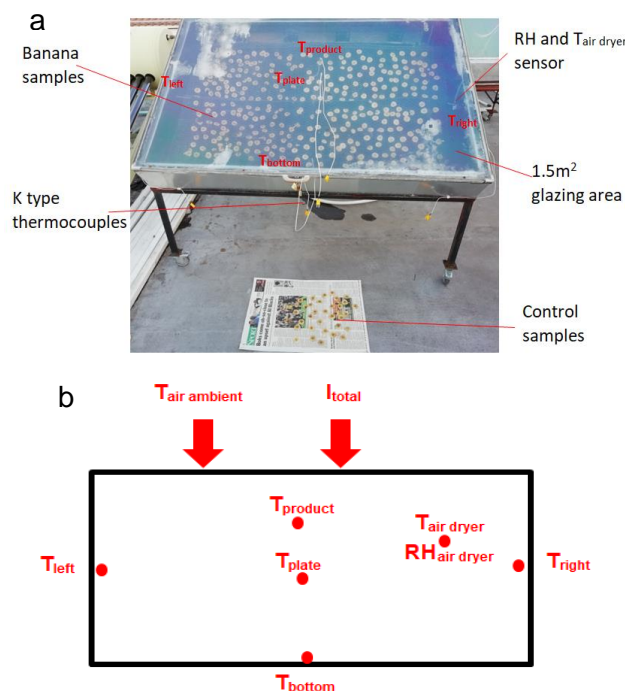 a
Banana
samples
Tproduct
RH and Tair dryer
sensor
Tleft
Tplate
Tright
Tbottom
1.5m²
glazing area
K type
thermocouples
Control
samples
b
Tair ambient
Itotal
Tproduct
Tair dryer
RHair dryer
Tleft
Tplate
Tright
Tbottom